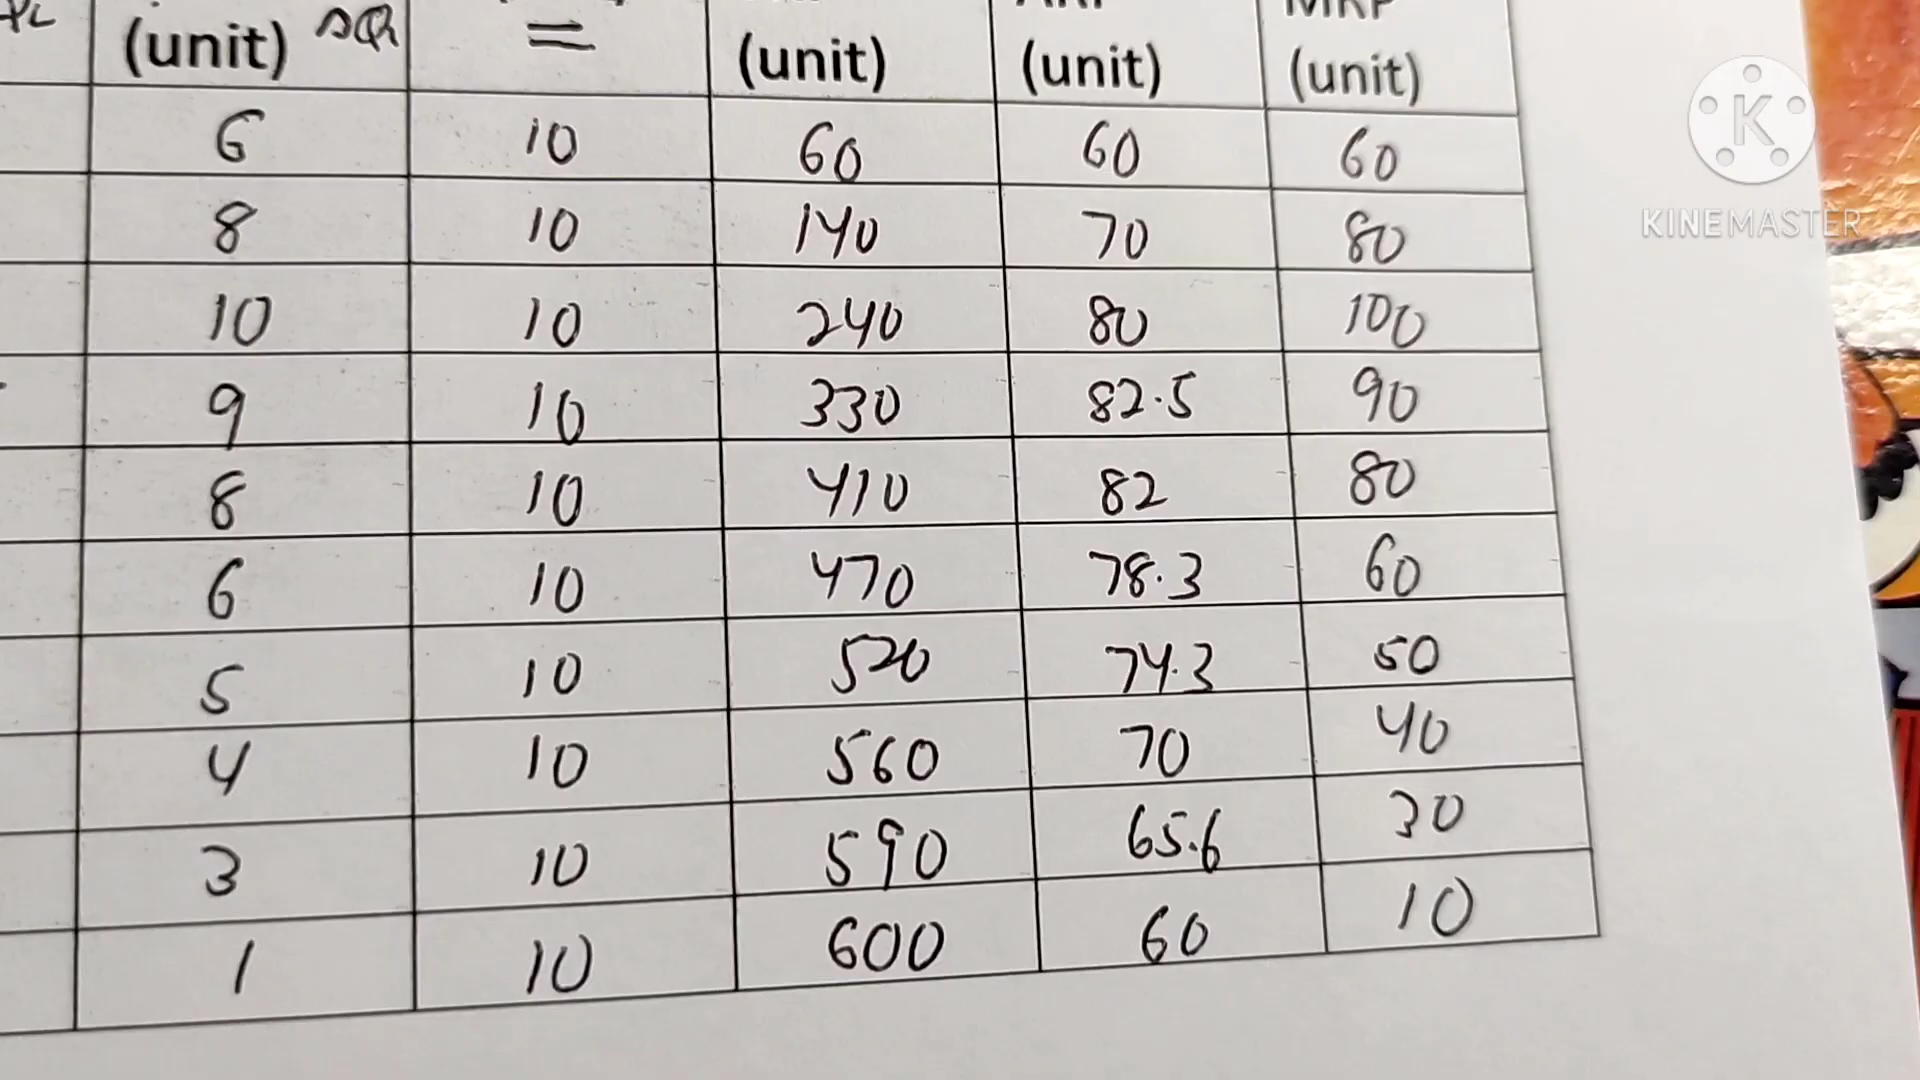 MRP
(unit) = (unit) (unit) (unit)
6 10 60 60 60
8 10 140 70 80
10 10 240 80 100
9 10 330 82.5 90
8 10 410 82 80
6 10 470 78.3 60
5 10 520 74.3 50
4 10 560 70 40
3 10 590 65.6 30
1 10 600 60 10
K
KINEMASTER